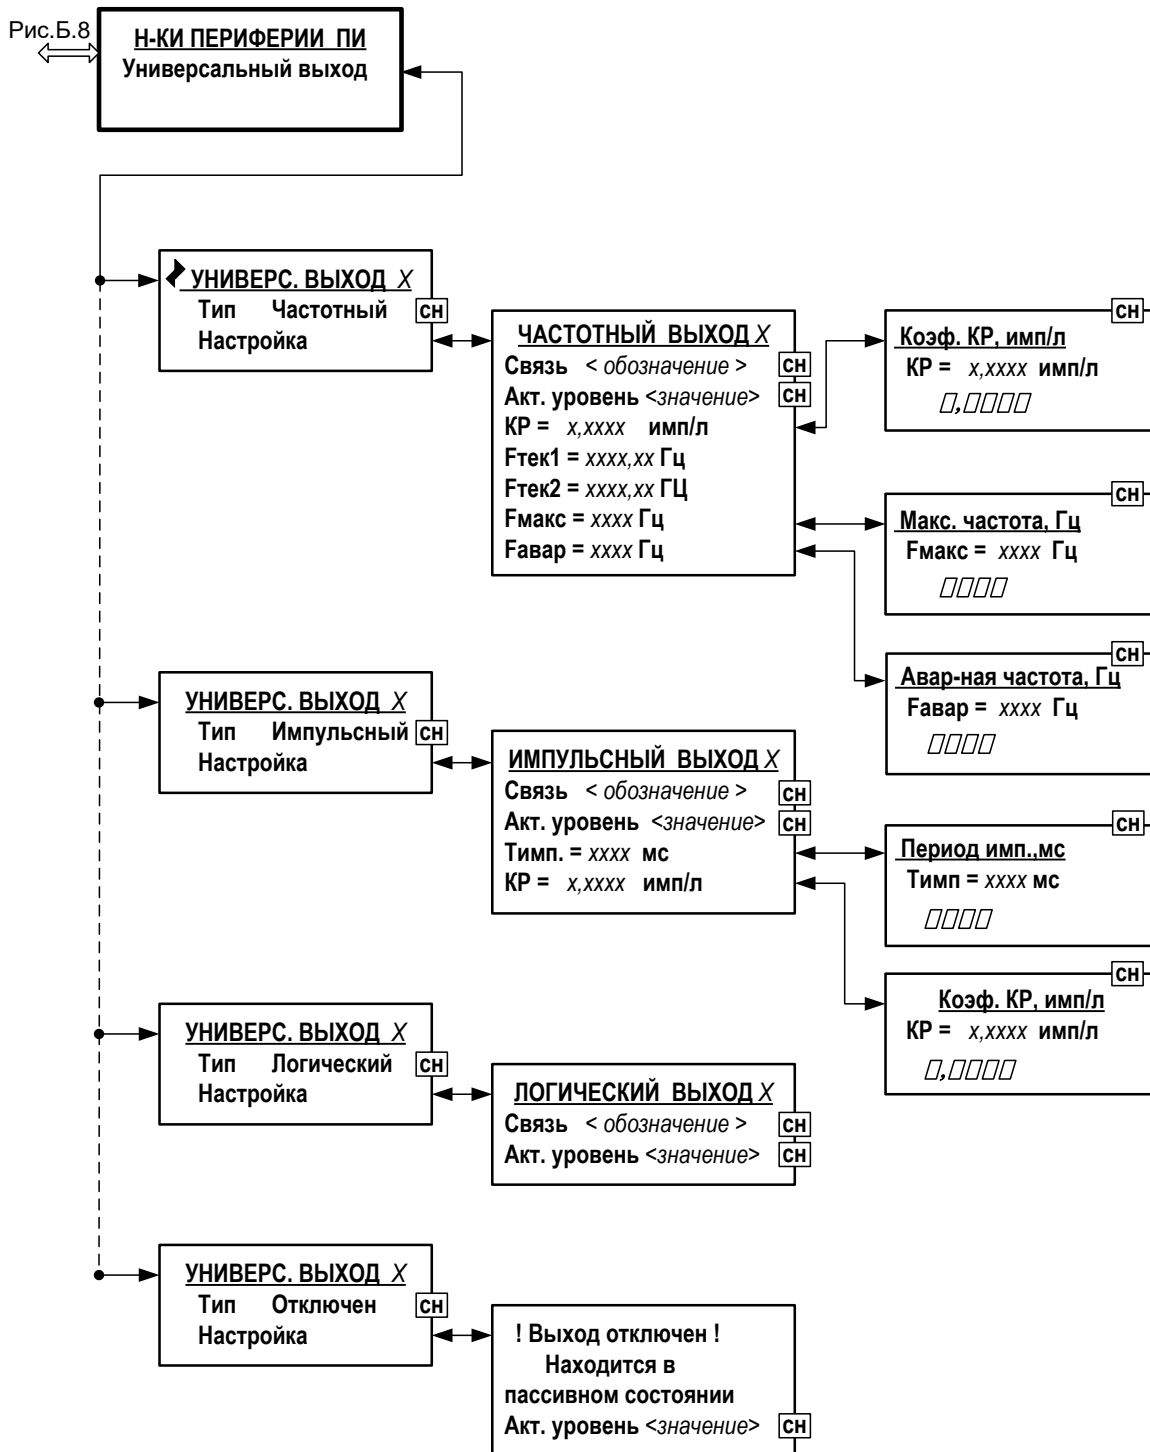 Рис.Б.8
Н-КИ ПЕРИФЕРИИ ПИ
Универсальный выход
УНИВЕРС. ВЫХОД X
Тип Частотный СН
Настройка
ЧАСТОТНЫЙ ВЫХОД X
Связь < обозначение > СН
Акт. уровень <значение> СН
КР = x,xxxx имп/л
Fтек1 = xxxx,xx Гц
Fтек2 = xxxx,xx ГЦ
Fмакс = xxxx Гц
Fавар = xxxx Гц
СН
Коэф. КР, имп/л
КР = x,xxxx имп/л
▯,▯▯▯▯
СН
Макс. частота, Гц
Fмакс = xxxx Гц
▯▯▯▯
СН
Авар-ная частота, Гц
Fавар = xxxx Гц
▯▯▯▯
УНИВЕРС. ВЫХОД X
Тип Импульсный СН
Настройка
ИМПУЛЬСНЫЙ ВЫХОД X
Связь < обозначение > СН
Акт. уровень <значение> СН
Тимп. = xxxx мс
КР = x,xxxx имп/л
СН
Период имп.,мс
Тимп = xxxx мс
▯▯▯▯
СН
Коэф. КР, имп/л
КР = x,xxxx имп/л
▯,▯▯▯▯
УНИВЕРС. ВЫХОД X
Тип Логический СН
Настройка
ЛОГИЧЕСКИЙ ВЫХОД X
Связь < обозначение > СН
Акт. уровень <значение> СН
УНИВЕРС. ВЫХОД X
Тип Отключен СН
Настройка
! Выход отключен !
Находится в
пассивном состоянии
Акт. уровень <значение> СН